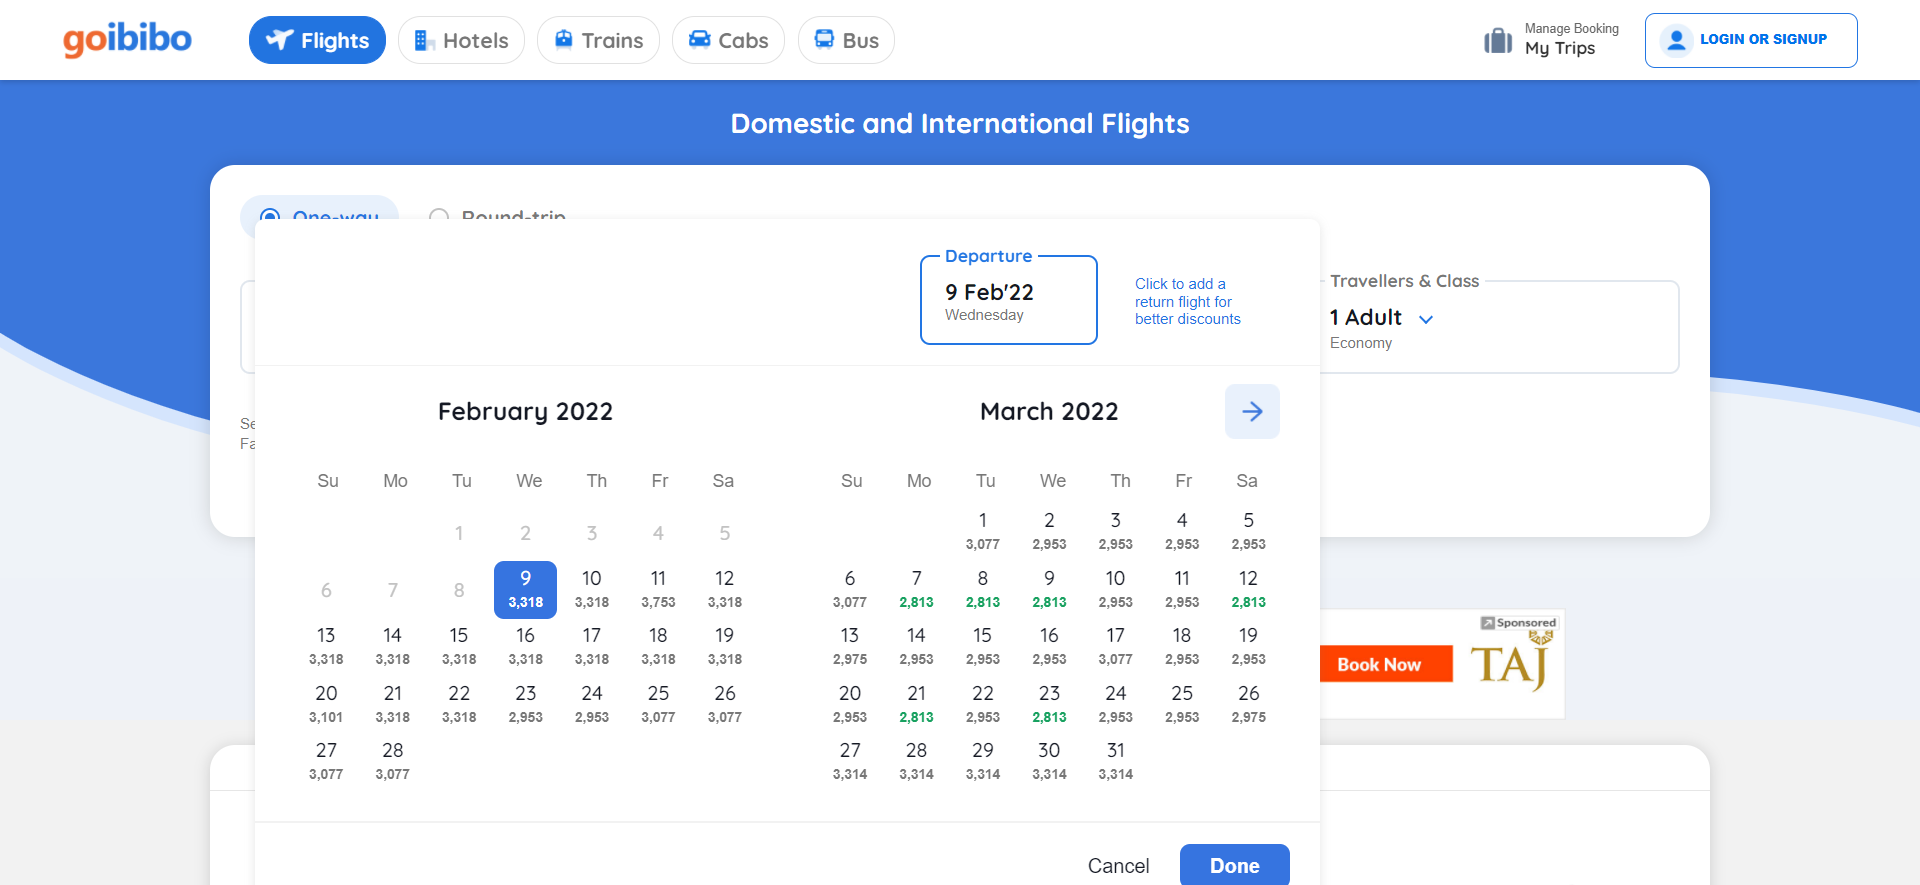 goibibo
Flights
Hotels
Trains
Cabs
Bus
Manage Booking
My Trips
LOGIN OR SIGNUP
Domestic and International Flights
One-way
Round-trip
Departure
9 Feb'22
Wednesday
Click to add a
return flight for
better discounts
Travellers & Class
1 Adult
Economy
Se
Fa
February 2022
Su Mo Tu We Th Fr Sa
1 2 3 4 5
6 7 8 9 10 11 12
3,318 3,318 3,753 3,318
13 14 15 16 17 18 19
3,318 3,318 3,318 3,318 3,318 3,318 3,318
20 21 22 23 24 25 26
3,101 3,318 3,318 2,953 2,953 3,077 3,077
27 28
3,077 3,077
March 2022
Su Mo Tu We Th Fr Sa
1 2 3 4 5
3,077 2,953 2,953 2,953 2,953
6 7 8 9 10 11 12
3,077 2,813 2,813 2,813 2,953 2,953 2,813
13 14 15 16 17 18 19
2,975 2,953 2,953 2,953 3,077 2,953 2,953
20 21 22 23 24 25 26
2,953 2,813 2,953 2,813 2,953 2,953 2,975
27 28 29 30 31
3,314 3,314 3,314 3,314 3,314
Sponsored
Book Now
TAJ
Cancel
Done